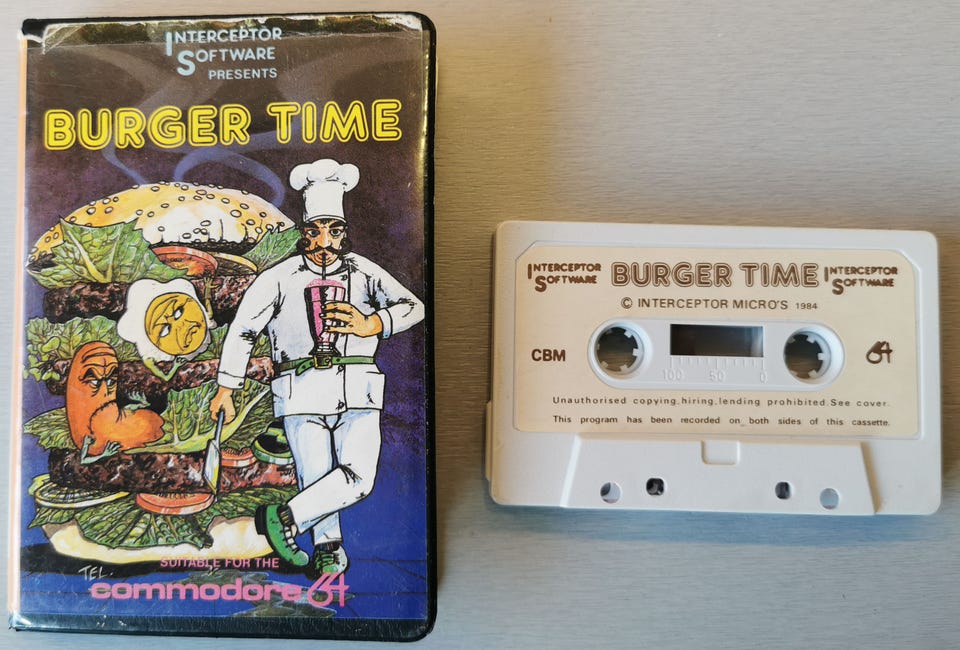 INTERCEPTOR
SOFTWARE
PRESENTS
BURGER TIME
TEL.
SUITABLE FOR THE
commodore 64
INTERCEPTOR
SOFTWARE
BURGER TIME
INTERCEPTOR
SOFTWARE
© INTERCEPTOR MICRO'S 1984
CBM
64
100 50 0
Unauthorised copying,hiring,lending prohibited.See cover.
This program has been recorded on both sides of this cassette.